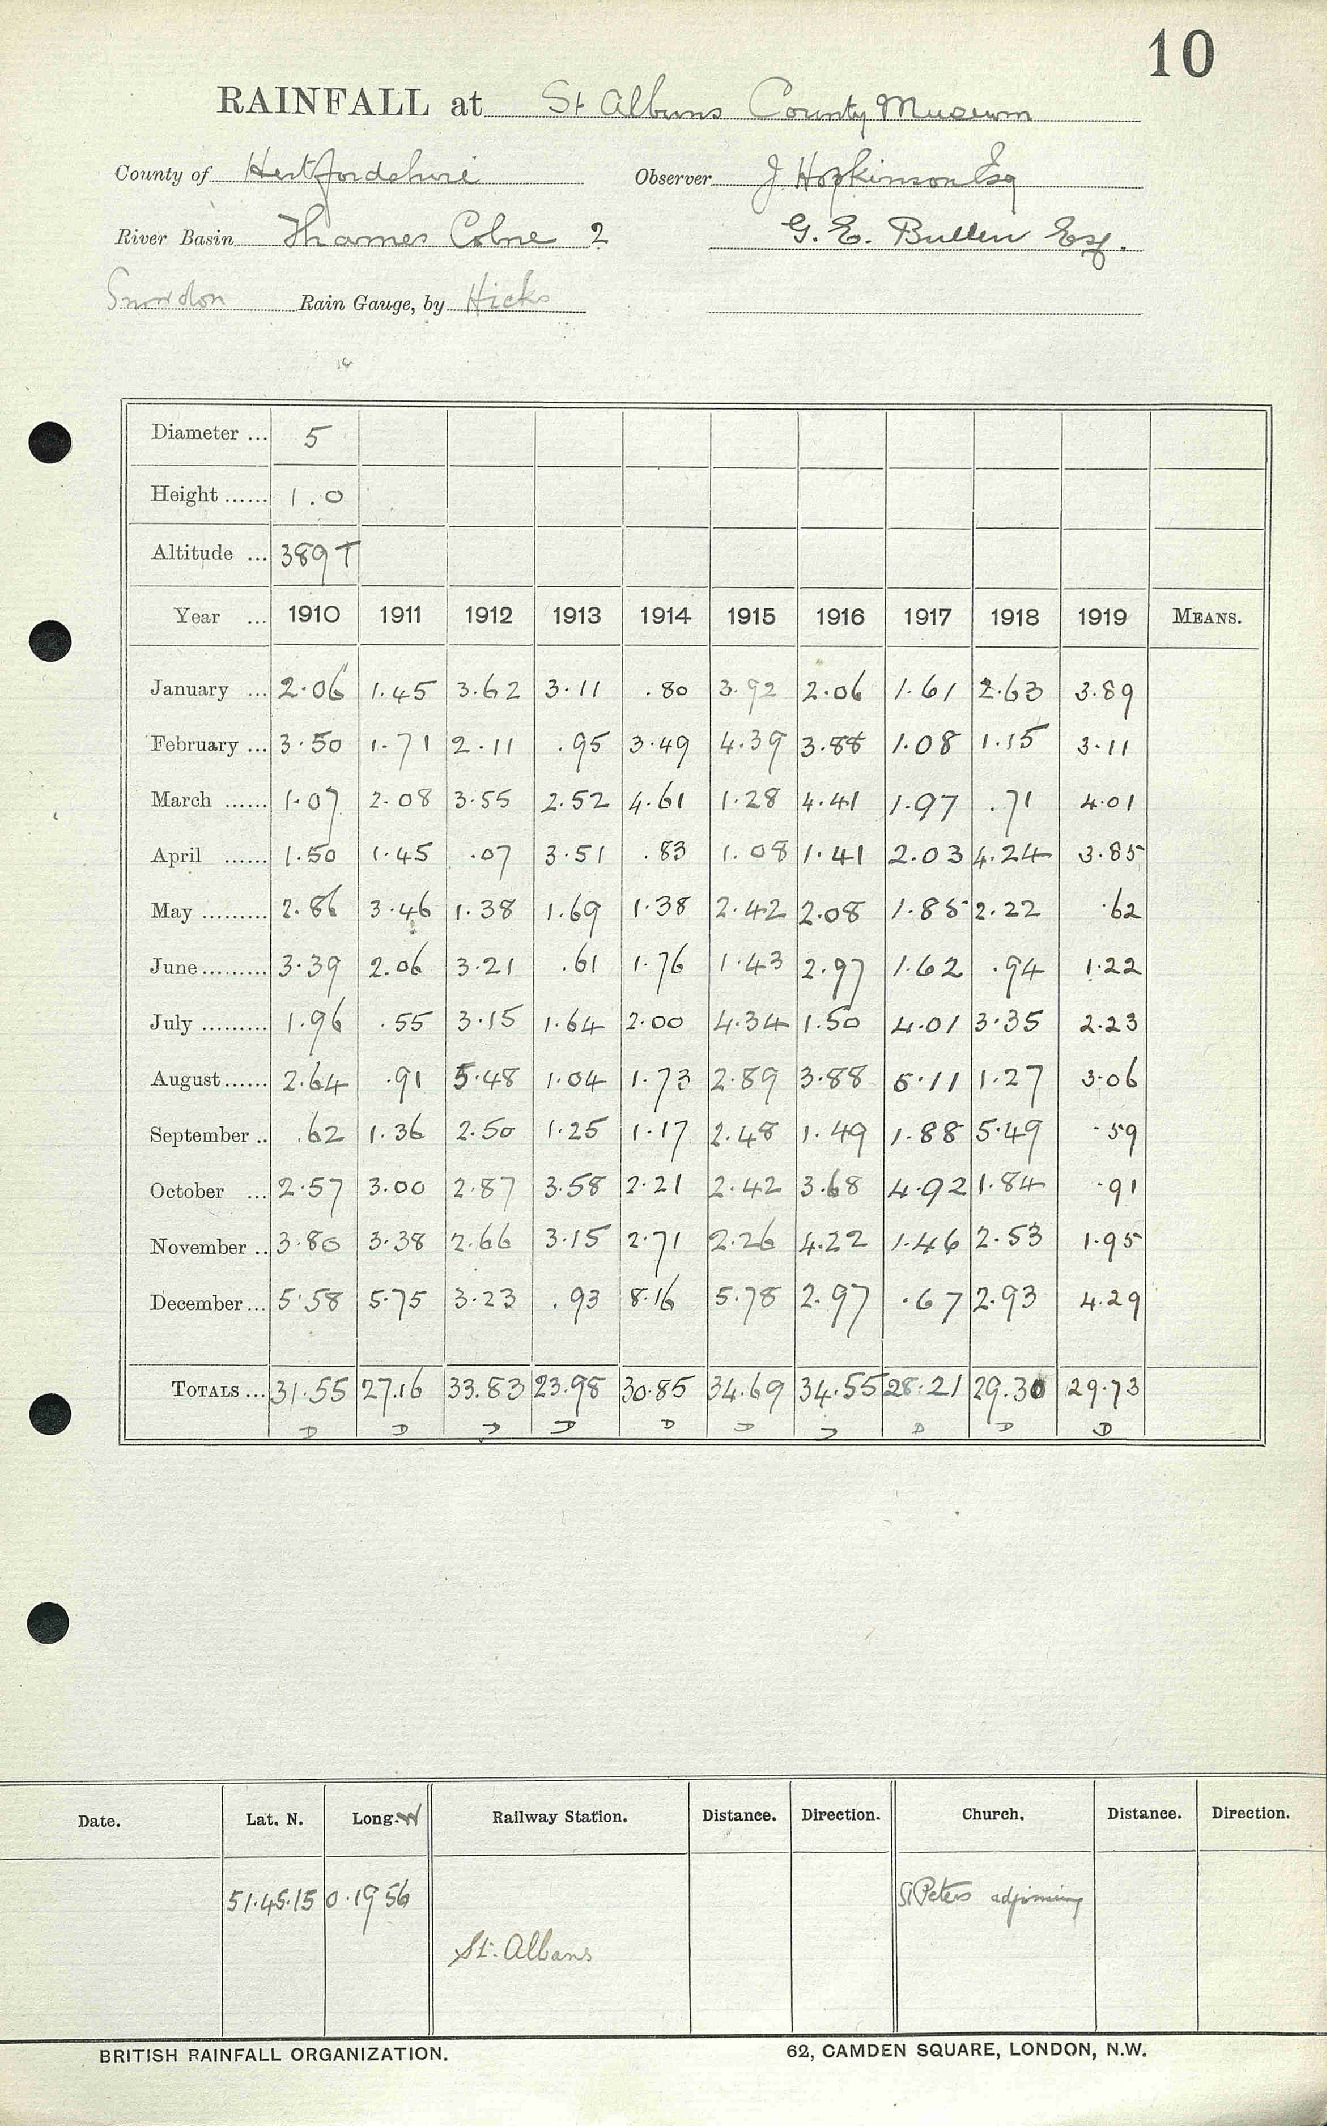 10
RAINFALL at St Albans County Museum
County of Hertfordshire Observer J Hopkinson Esq
River Basin Thames Colne 2 G. E. Bullen Esq.
Snowdon Rain Gauge, by Hicks
Diameter ... 5
Height ...... 1.0
Altitude ... 389 T
Year ... 1910 1911 1912 1913 1914 1915 1916 1917 1918 1919 MEANS.
January ... 2.06 1.45 3.62 3.11 .80 3.92 2.06 1.61 2.63 3.89
February ... 3.50 1.71 2.11 .95 3.49 4.39 3.88 1.08 1.15 3.11
March ...... 1.07 2.08 3.55 2.52 4.61 1.28 4.41 1.97 .71 4.01
April ...... 1.50 1.45 .07 3.51 .83 1.08 1.41 2.03 4.24 3.85
May ......... 2.86 3.46 1.38 1.69 1.38 2.42 2.08 1.85 2.22 .62
June ......... 3.39 2.06 3.21 .61 1.76 1.43 2.97 1.62 .94 1.22
July ......... 1.96 .55 3.15 1.64 2.00 4.34 1.50 4.01 3.35 2.23
August ...... 2.64 .91 5.48 1.04 1.73 2.89 3.88 5.11 1.27 3.06
September .. .62 1.36 2.50 1.25 1.17 2.48 1.49 1.88 5.49 .59
October ... 2.57 3.00 2.87 3.58 2.21 2.42 3.68 4.92 1.84 .91
November .. 3.80 3.38 2.66 3.15 2.71 2.26 4.22 1.46 2.53 1.95
December ... 5.58 5.75 3.23 .93 8.16 5.78 2.97 .67 2.93 4.29
TOTALS ... 31.55 27.16 33.83 23.98 30.85 34.69 34.55 28.21 29.30 29.73
D D D D D D D D D D
Date. Lat. N. Long. W Railway Station. Distance. Direction. Church. Distance. Direction.
51.45.15 0.19 56 St Peters adjoining
St. Albans
BRITISH RAINFALL ORGANIZATION. 62, CAMDEN SQUARE, LONDON, N.W.